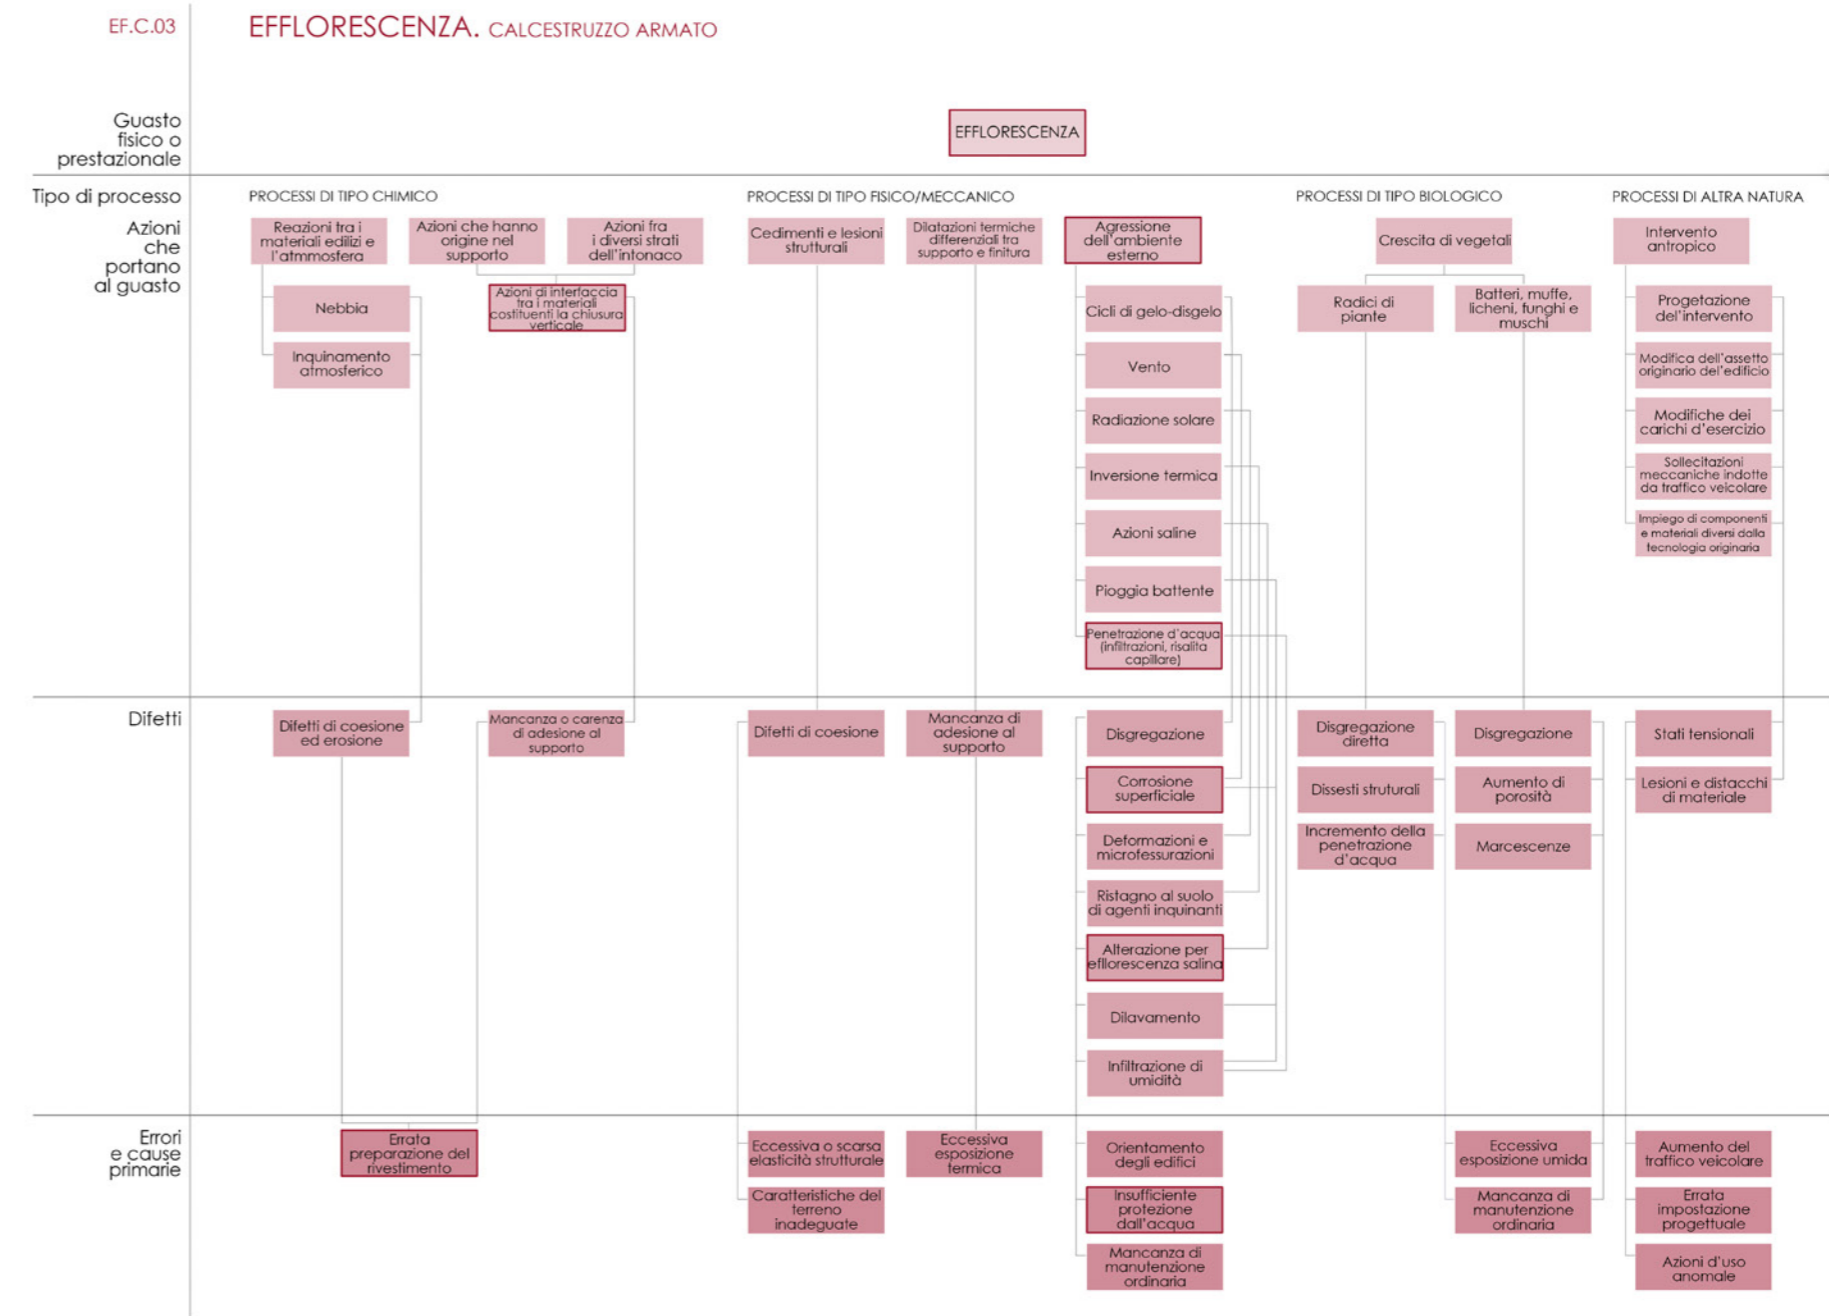 EF.C.03
EFFLORESCENZA. CALCESTRUZZO ARMATO
Guasto
fisico o
prestazionale
EFFLORESCENZA
Tipo di processo
PROCESSI DI TIPO CHIMICO
PROCESSI DI TIPO FISICO/MECCANICO
PROCESSI DI TIPO BIOLOGICO
PROCESSI DI ALTRA NATURA
Azioni
che
portano
al guasto
Reazioni tra i
materiali edilizi e
l'atmmosfera
Azioni che hanno
origine nel
supporto
Azioni fra
i diversi strati
dell'intonaco
Cedimenti e lesioni
strutturali
Dilatazioni termiche
differenziali tra
supporto e finitura
Agressione
dell'ambiente
esterno
Crescita di vegetali
Intervento
antropico
Nebbia
Inquinamento
atmosferico
Azioni di interfaccia
tra i materiali
costituenti la chiusura
verticale
Cicli di gelo-disgelo
Vento
Radiazione solare
Inversione termica
Azioni saline
Pioggia battente
Penetrazione d'acqua
(infiltrazioni, risalita
capillare)
Radici di
piante
Batteri, muffe,
licheni, funghi e
muschi
Progetazione
del'intervento
Modifica dell'assetto
originario del'edificio
Modifiche dei
carichi d'esercizio
Sollecitazioni
meccaniche indotte
da traffico veicolare
Impiego di componenti
e materiali diversi dalla
tecnologia originaria
Difetti
Difetti di coesione
ed erosione
Mancanza o carenza
di adesione al
supporto
Difetti di coesione
Mancanza di
adesione al
supporto
Disgregazione
Corrosione
superficiale
Deformazioni e
microfessurazioni
Ristagno al suolo
di agenti inquinanti
Alterazione per
efllorescenza salina
Dilavamento
Infiltrazione di
umidità
Disgregazione
diretta
Dissesti struturali
Incremento della
penetrazione
d'acqua
Disgregazione
Aumento di
porosità
Marcescenze
Stati tensionali
Lesioni e distacchi
di materiale
Errori
e cause
primarie
Errata
preparazione del
rivestimento
Eccessiva o scarsa
elasticità strutturale
Caratteristiche del
terreno
inadeguate
Eccessiva
esposizione
termica
Orientamento
degli edifici
Insufficiente
protezione
dall'acqua
Mancanza di
manutenzione
ordinaria
Eccessiva
esposizione umida
Mancanza di
manutenzione
ordinaria
Aumento del
traffico veicolare
Errata
impostazione
progettuale
Azioni d'uso
anomale